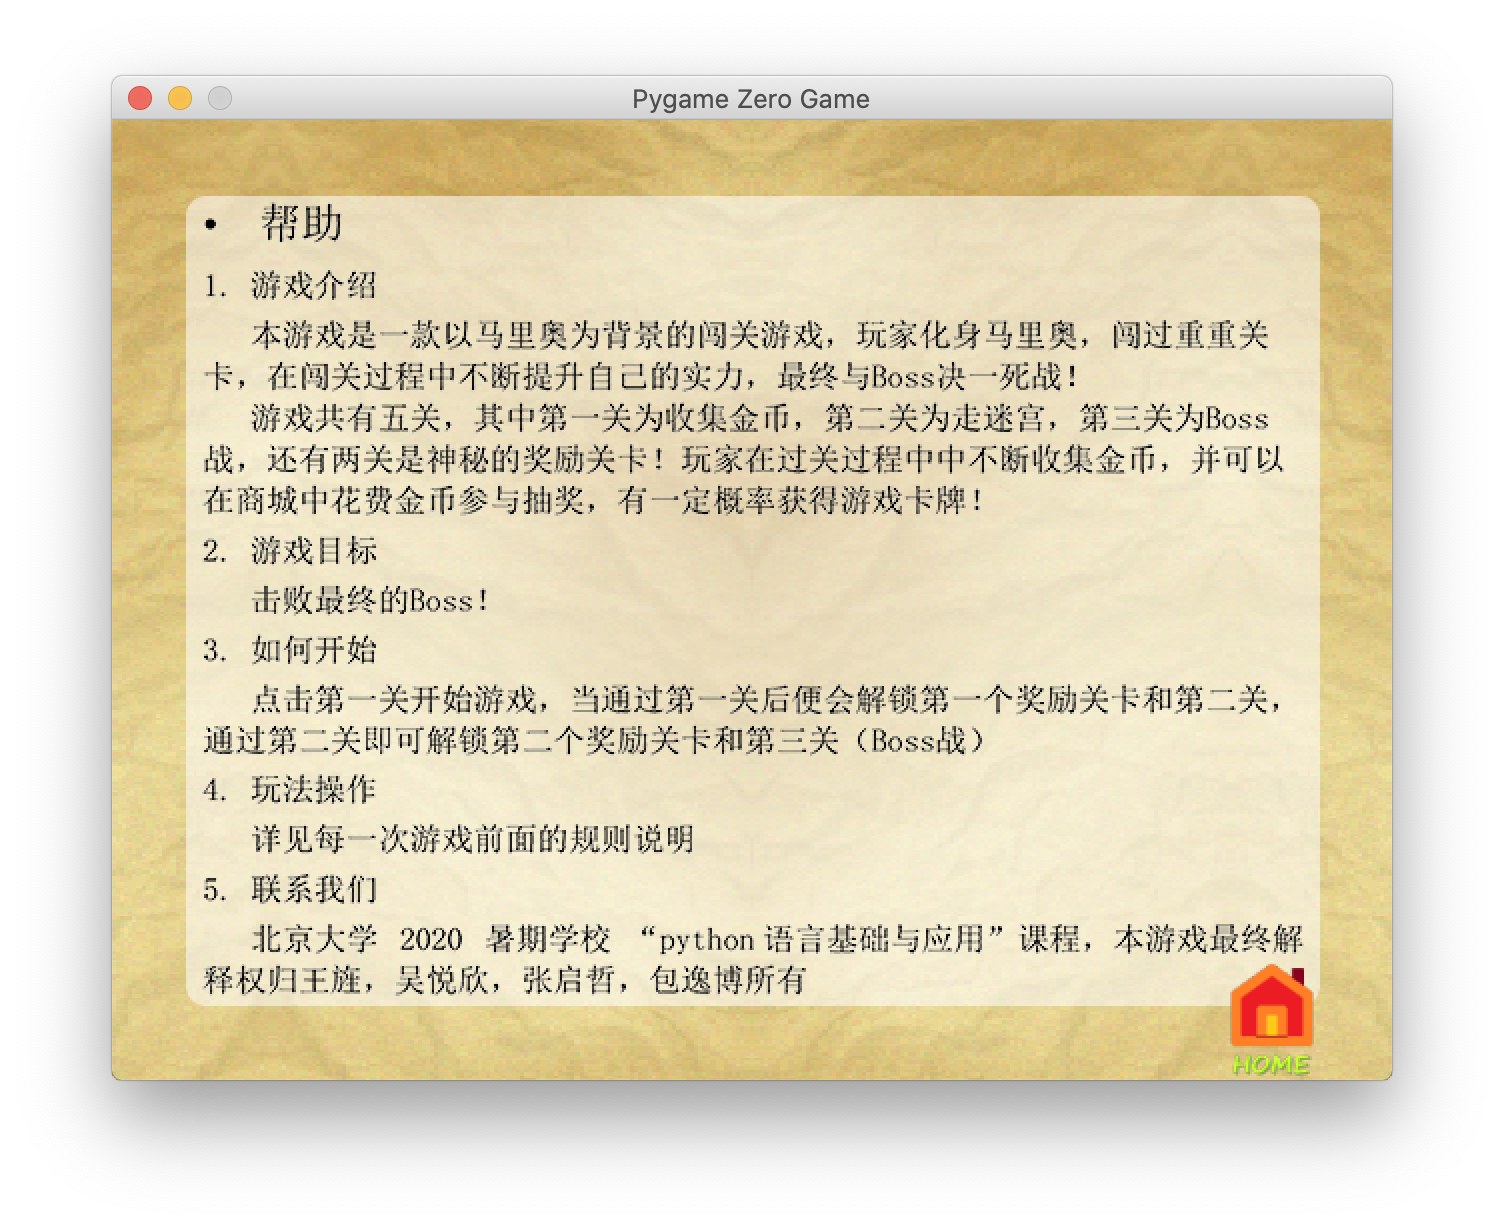 Pygame Zero Game
• 帮助
1. 游戏介绍
本游戏是一款以马里奥为背景的闯关游戏，玩家化身马里奥，闯过重重关
卡，在闯关过程中不断提升自己的实力，最终与Boss决一死战！
游戏共有五关，其中第一关为收集金币，第二关为走迷宫，第三关为Boss
战，还有两关是神秘的奖励关卡！玩家在过关过程中中不断收集金币，并可以
在商城中花费金币参与抽奖，有一定概率获得游戏卡牌！
2. 游戏目标
击败最终的Boss！
3. 如何开始
点击第一关开始游戏，当通过第一关后便会解锁第一个奖励关卡和第二关，
通过第二关即可解锁第二个奖励关卡和第三关（Boss战）
4. 玩法操作
详见每一次游戏前面的规则说明
5. 联系我们
北京大学 2020 暑期学校 “python 语言基础与应用”课程，本游戏最终解
释权归王旌，吴悦欣，张启哲，包逸博所有
HOME